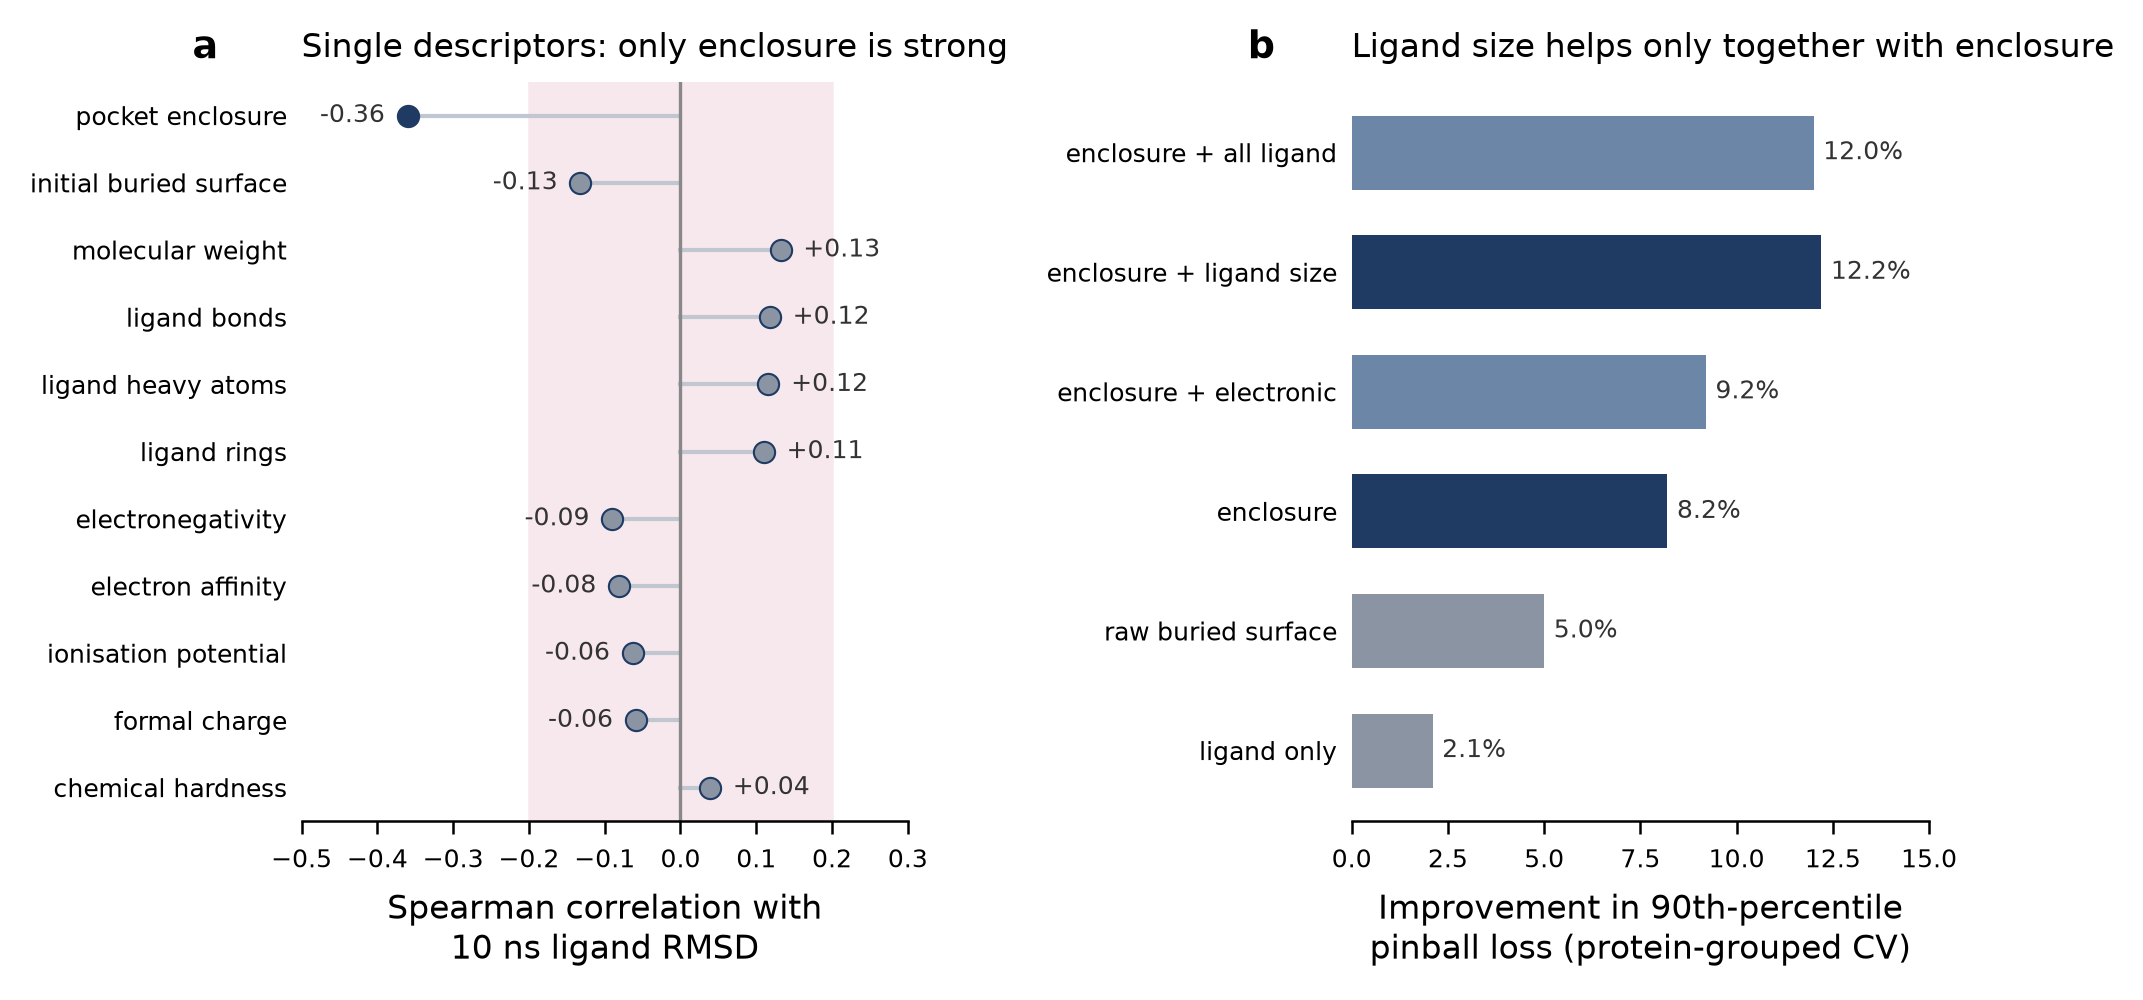 a
Single descriptors: only enclosure is strong
pocket enclosure
-0.36
initial buried surface
-0.13
molecular weight
+0.13
ligand bonds
+0.12
ligand heavy atoms
+0.12
ligand rings
+0.11
electronegativity
-0.09
electron affinity
-0.08
ionisation potential
-0.06
formal charge
-0.06
chemical hardness
+0.04
−0.5 −0.4 −0.3 −0.2 −0.1 0.0 0.1 0.2 0.3
Spearman correlation with
10 ns ligand RMSD
b
Ligand size helps only together with enclosure
enclosure + all ligand
12.0%
enclosure + ligand size
12.2%
enclosure + electronic
9.2%
enclosure
8.2%
raw buried surface
5.0%
ligand only
2.1%
0.0 2.5 5.0 7.5 10.0 12.5 15.0
Improvement in 90th-percentile
pinball loss (protein-grouped CV)